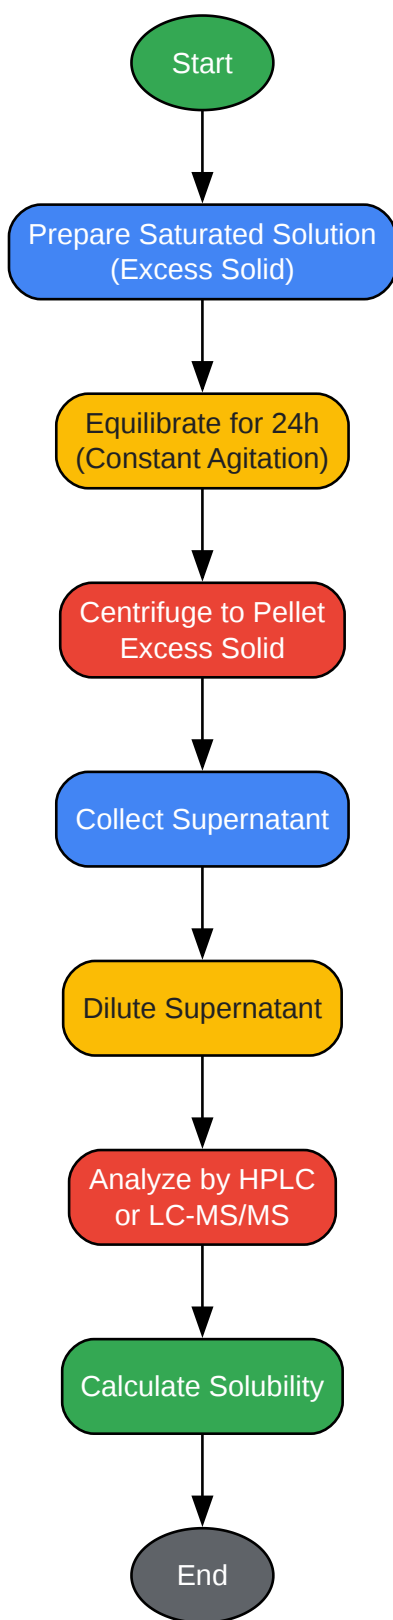 Start
Prepare Saturated Solution
(Excess Solid)
Equilibrate for 24h
(Constant Agitation)
Centrifuge to Pellet
Excess Solid
Collect Supernatant
Dilute Supernatant
Analyze by HPLC
or LC-MS/MS
Calculate Solubility
End